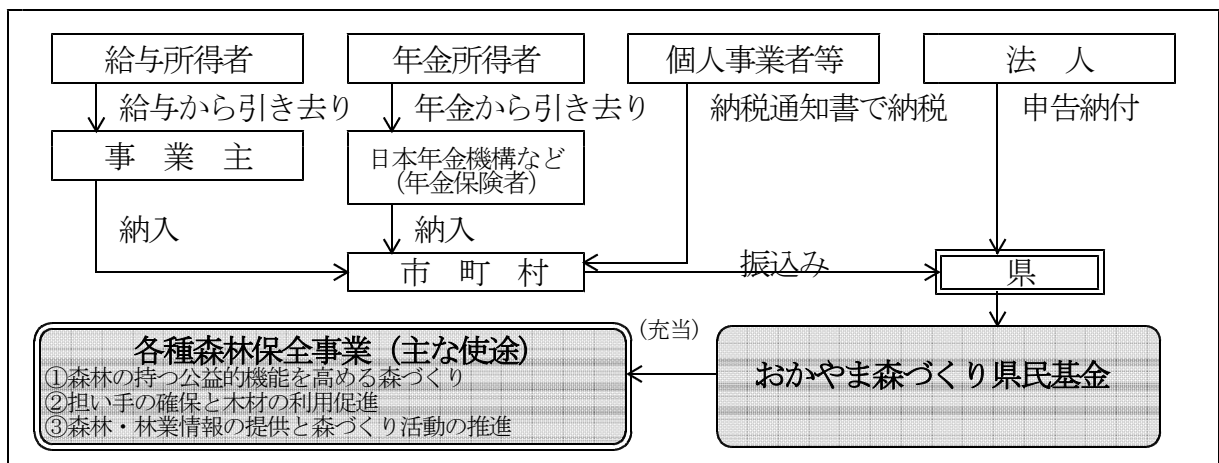 給与所得者
年金所得者
個人事業者等
法 人
給与から引き去り
年金から引き去り
納税通知書で納税
申告納付
事 業 主
日本年金機構など
(年金保険者)
納入
納入
市 町 村
振込み
県
(充当)
各種森林保全事業(主な使途)
①森林の持つ公益的機能を高める森づくり
②担い手の確保と木材の利用促進
③森林・林業情報の提供と森づくり活動の推進
おかやま森づくり県民基金